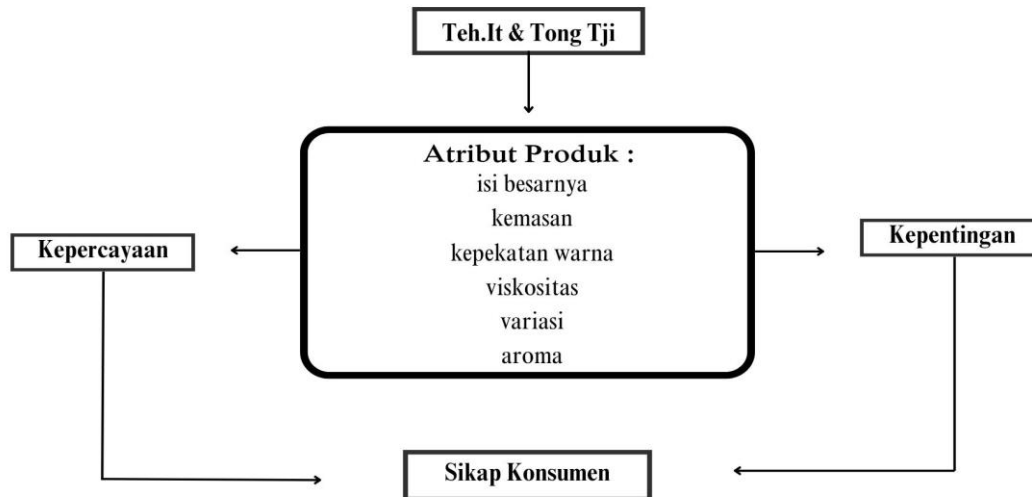 Teh.It & Tong Tji
Atribut Produk :
isi besarnya
kemasan
kepekatan warna
viskositas
variasi
aroma
Kepercayaan
Kepentingan
Sikap Konsumen